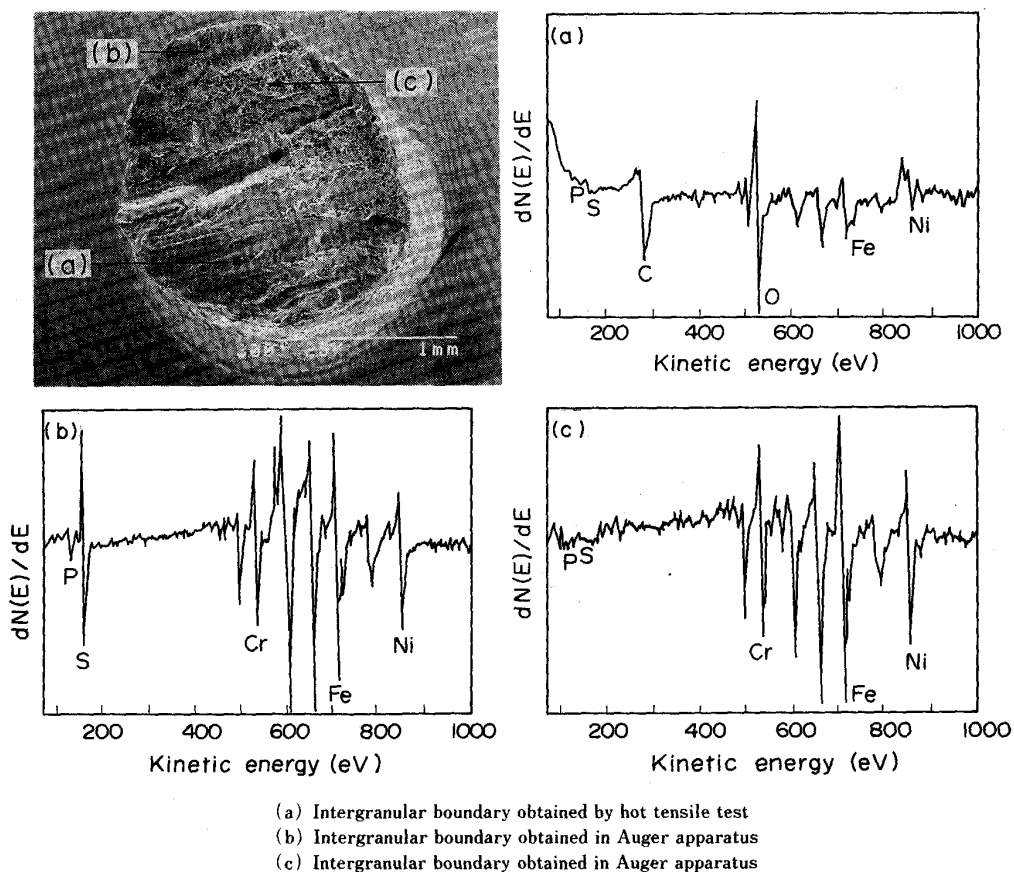 (b)
(c)
(a)
1mm
(a)
dN(E)/dE
P
S
C
O
Fe
Ni
200 400 600 800 1000
Kinetic energy (eV)
(b)
dN(E)/dE
P
S
Cr
Fe
Ni
200 400 600 800 1000
Kinetic energy (eV)
(c)
dN(E)/dE
P S
Cr
Fe
Ni
200 400 600 800 1000
Kinetic energy (eV)
(a) Intergranular boundary obtained by hot tensile test
(b) Intergranular boundary obtained in Auger apparatus
(c) Intergranular boundary obtained in Auger apparatus